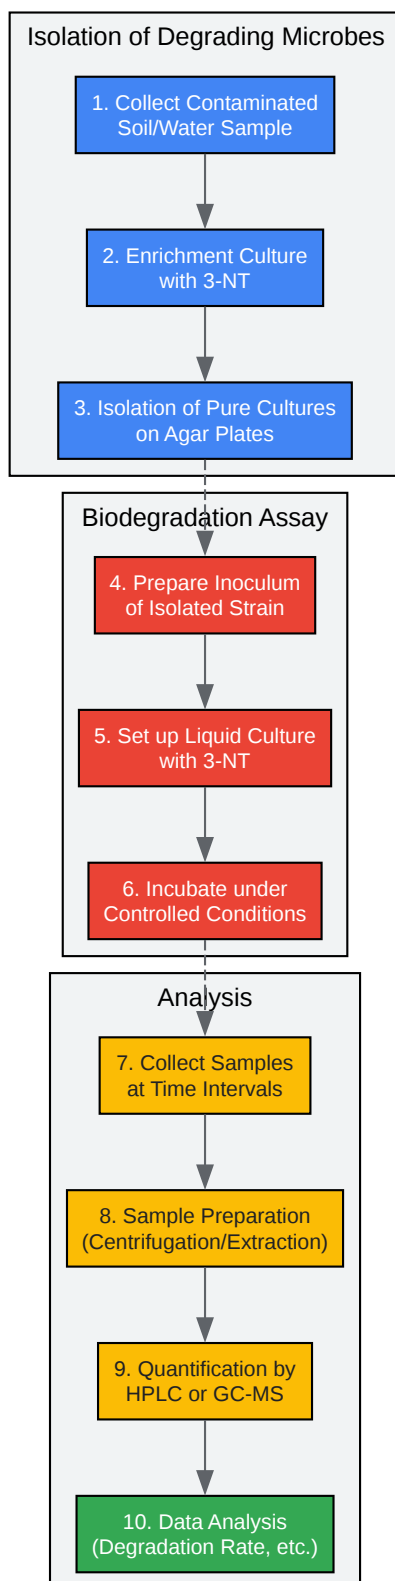 Isolation of Degrading Microbes
1. Collect Contaminated
Soil/Water Sample
2. Enrichment Culture
with 3-NT
3. Isolation of Pure Cultures
on Agar Plates
Biodegradation Assay
4. Prepare Inoculum
of Isolated Strain
5. Set up Liquid Culture
with 3-NT
6. Incubate under
Controlled Conditions
Analysis
7. Collect Samples
at Time Intervals
8. Sample Preparation
(Centrifugation/Extraction)
9. Quantification by
HPLC or GC-MS
10. Data Analysis
(Degradation Rate, etc.)